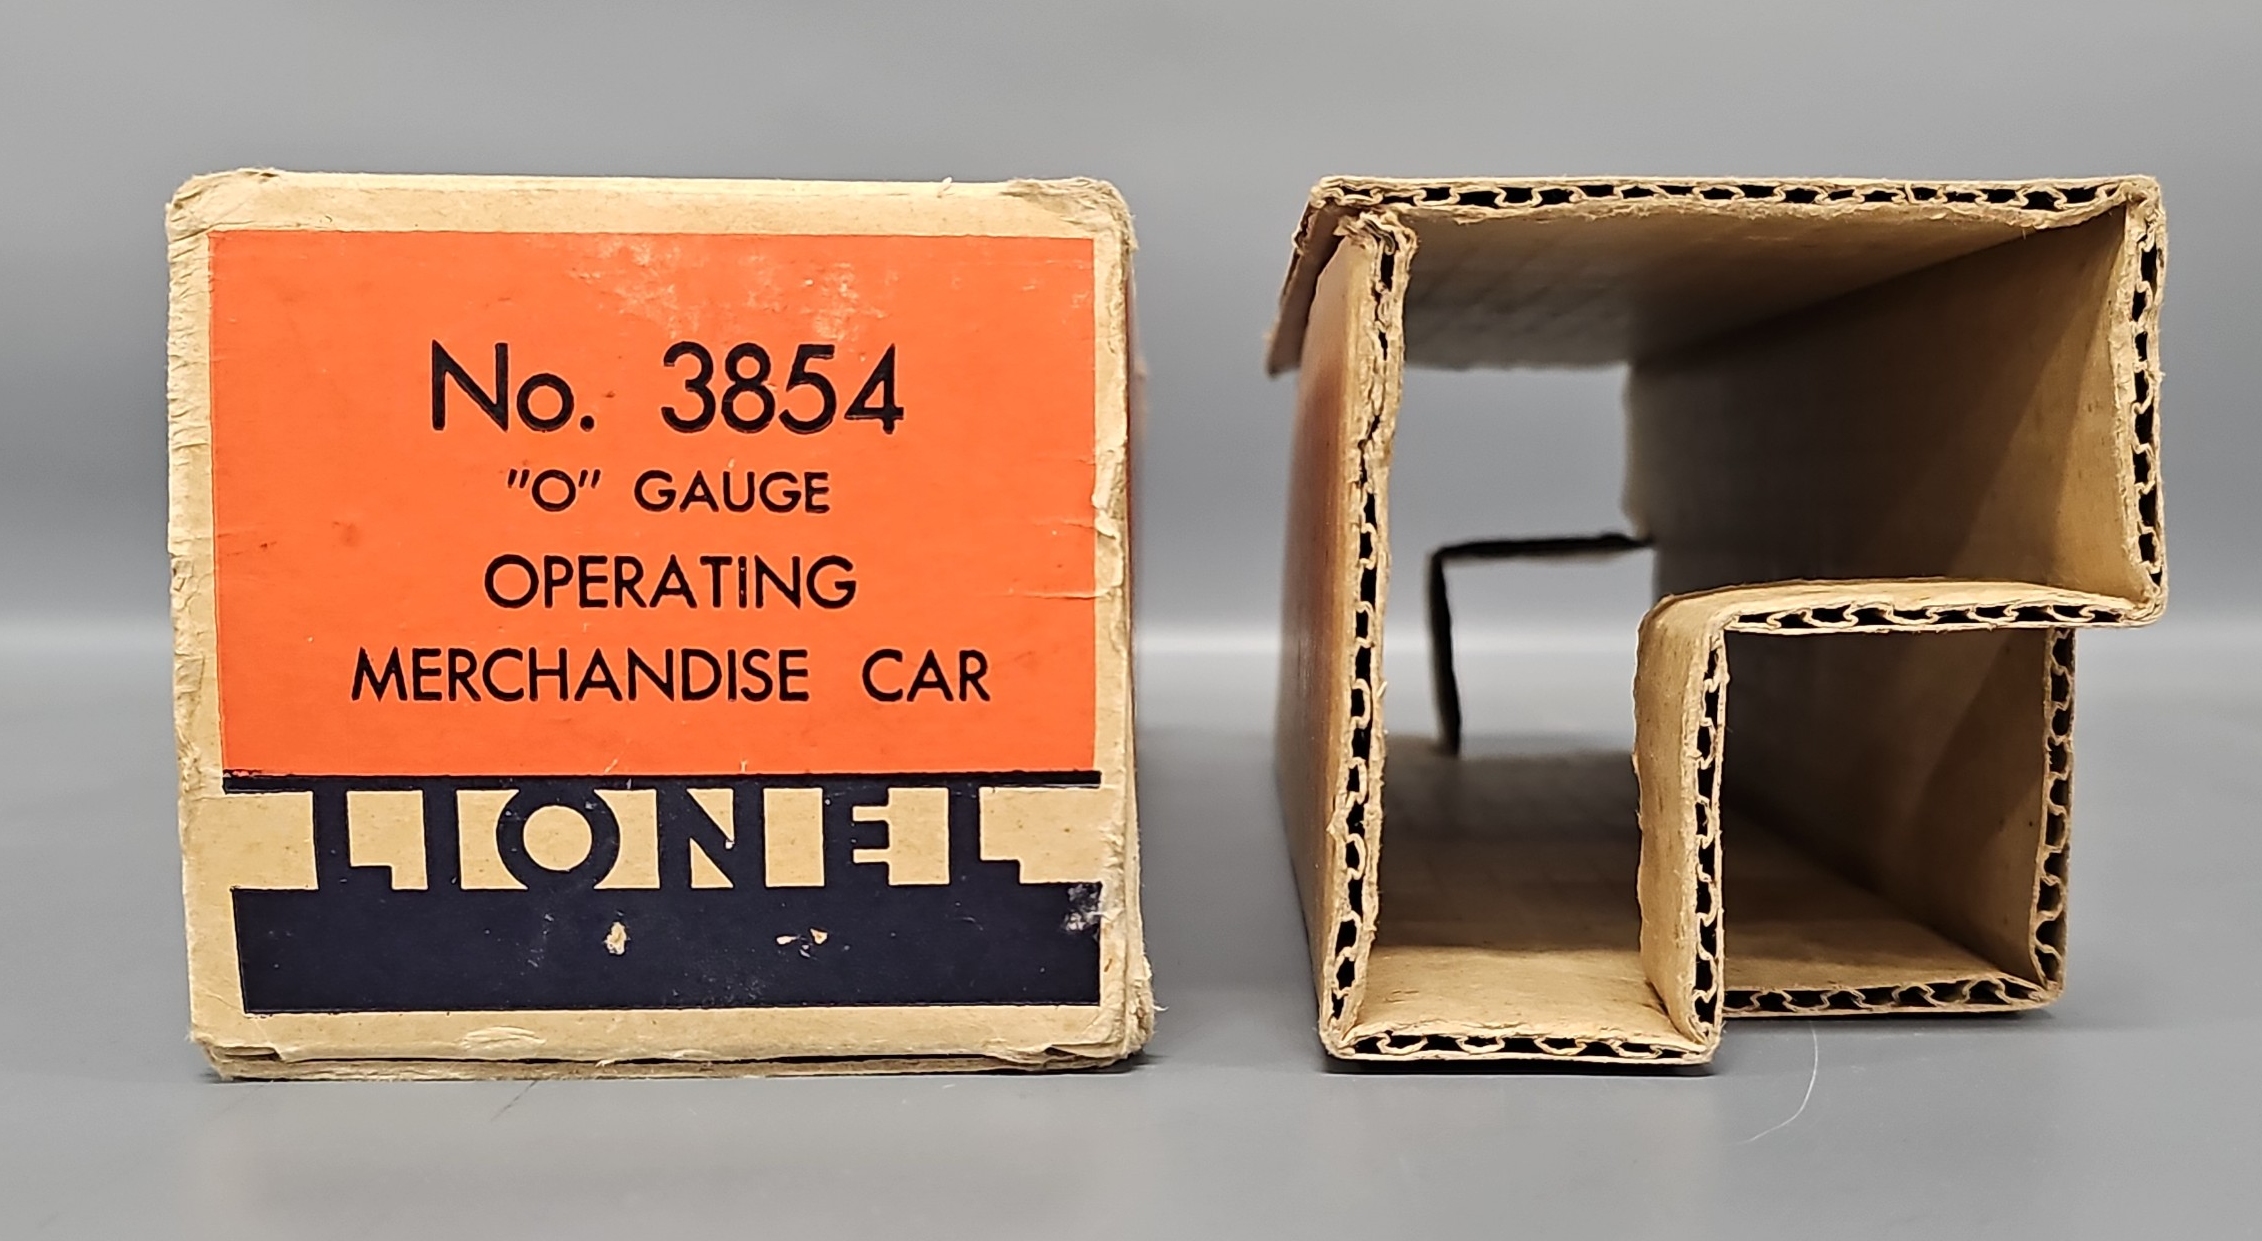 No. 3854
"O" GAUGE
OPERATING
MERCHANDISE CAR
LIONEL